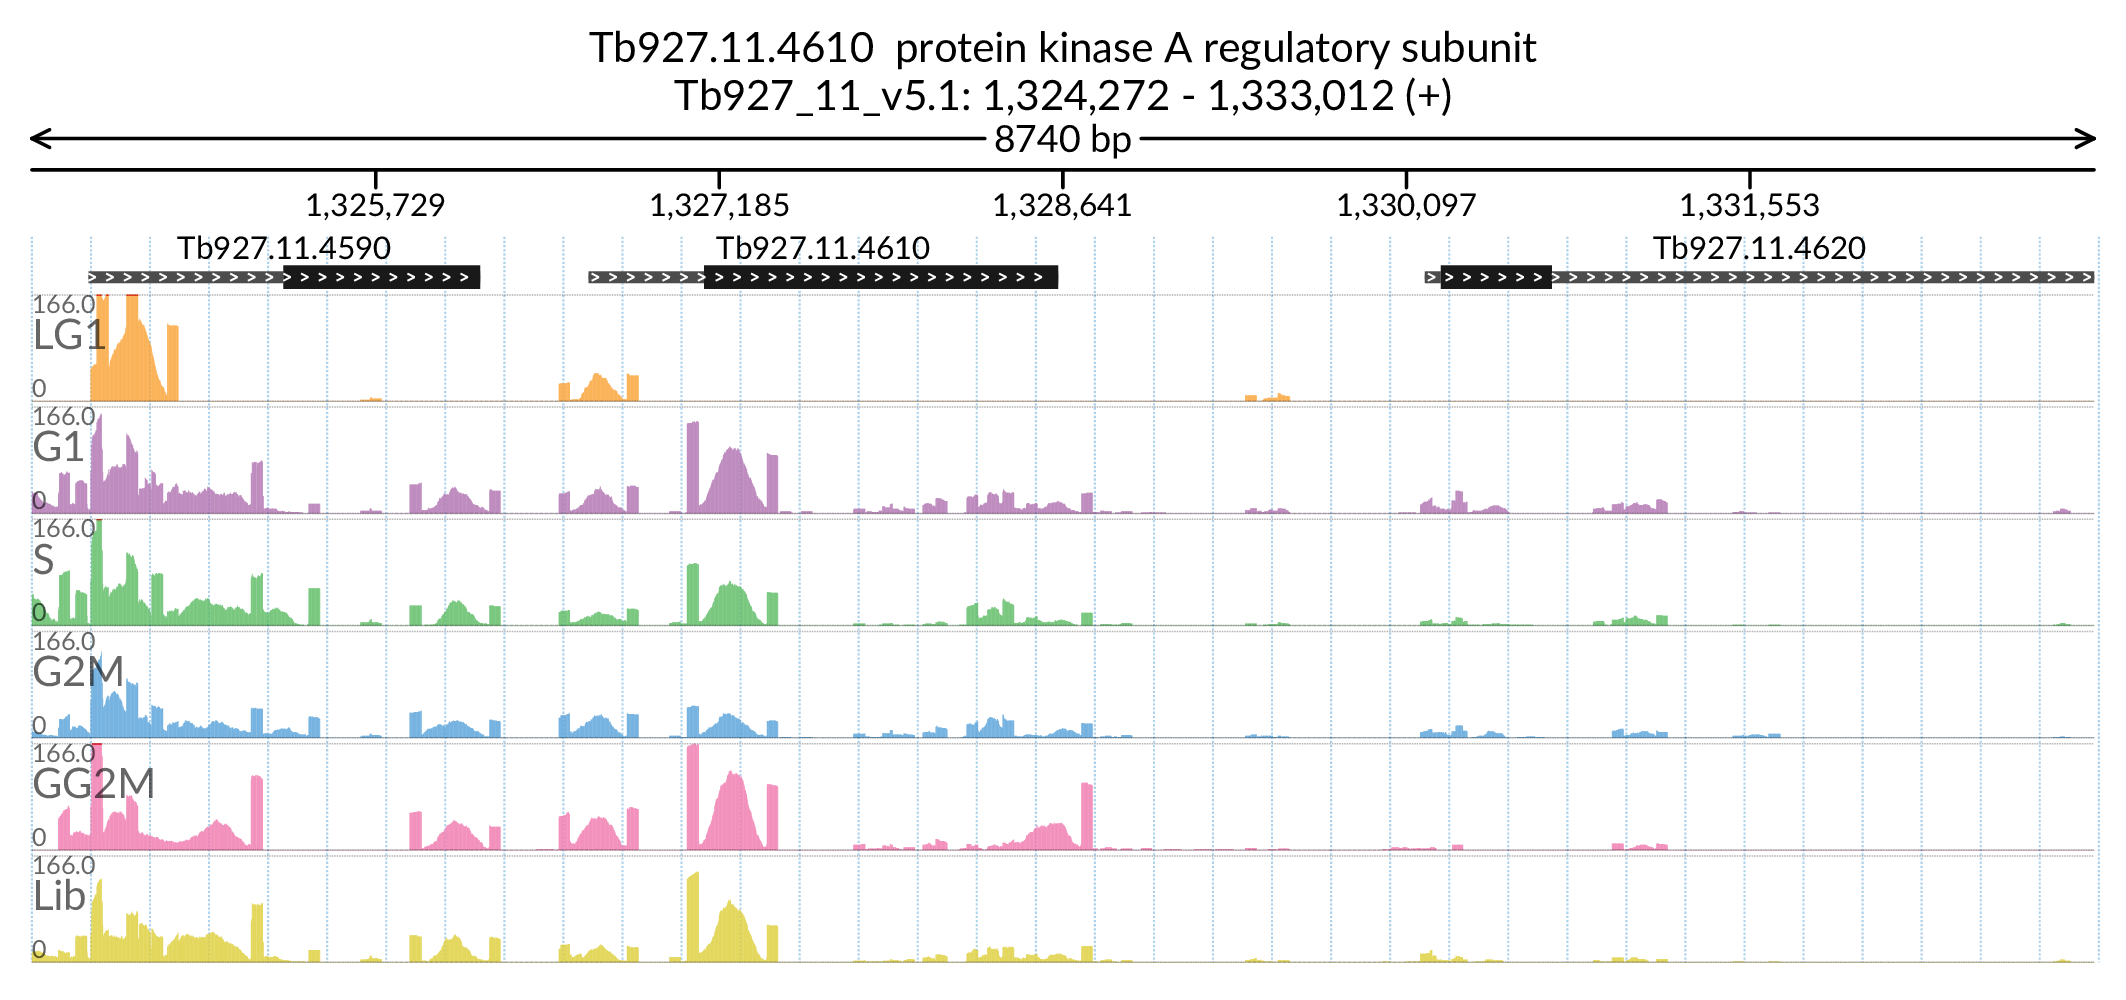 Tb927.11.4610 protein kinase A regulatory subunit
Tb927_11_v5.1: 1,324,272 - 1,333,012 (+)
8740 bp
1,325,729 1,327,185 1,328,641 1,330,097 1,331,553
Tb927.11.4590 Tb927.11.4610 Tb927.11.4620
166.0
LG1
0
166.0
G1
0
166.0
S
0
166.0
G2M
0
166.0
GG2M
0
166.0
Lib
0